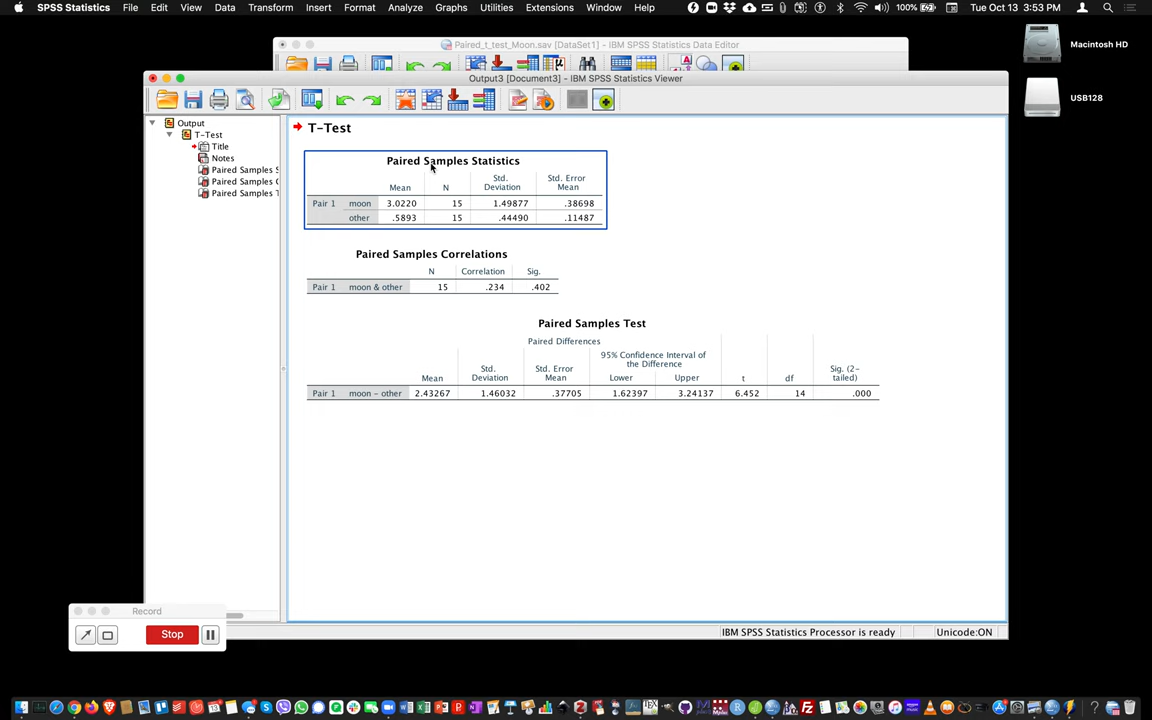 SPSS Statistics File Edit View Data Transform Insert Format Analyze Graphs Utilities Extensions Window Help 100% Tue Oct 13 3:53 PM
Paired_t_test_Moon.sav [DataSet1] - IBM SPSS Statistics Data Editor
Macintosh HD
Output3 [Document3] - IBM SPSS Statistics Viewer
USB128
Output
T-Test
Title
Notes
Paired Samples S
Paired Samples C
Paired Samples T
T-Test
Paired Samples Statistics
Mean N Std. Deviation Std. Error Mean
Pair 1 moon 3.0220 15 1.49877 .38698
other .5893 15 .44490 .11487
Paired Samples Correlations
N Correlation Sig.
Pair 1 moon & other 15 .234 .402
Paired Samples Test
Paired Differences
95% Confidence Interval of the Difference
Mean Std. Deviation Std. Error Mean Lower Upper t df Sig. (2-tailed)
Pair 1 moon - other 2.43267 1.46032 .37705 1.62397 3.24137 6.452 14 .000
Record
Stop
IBM SPSS Statistics Processor is ready Unicode:ON